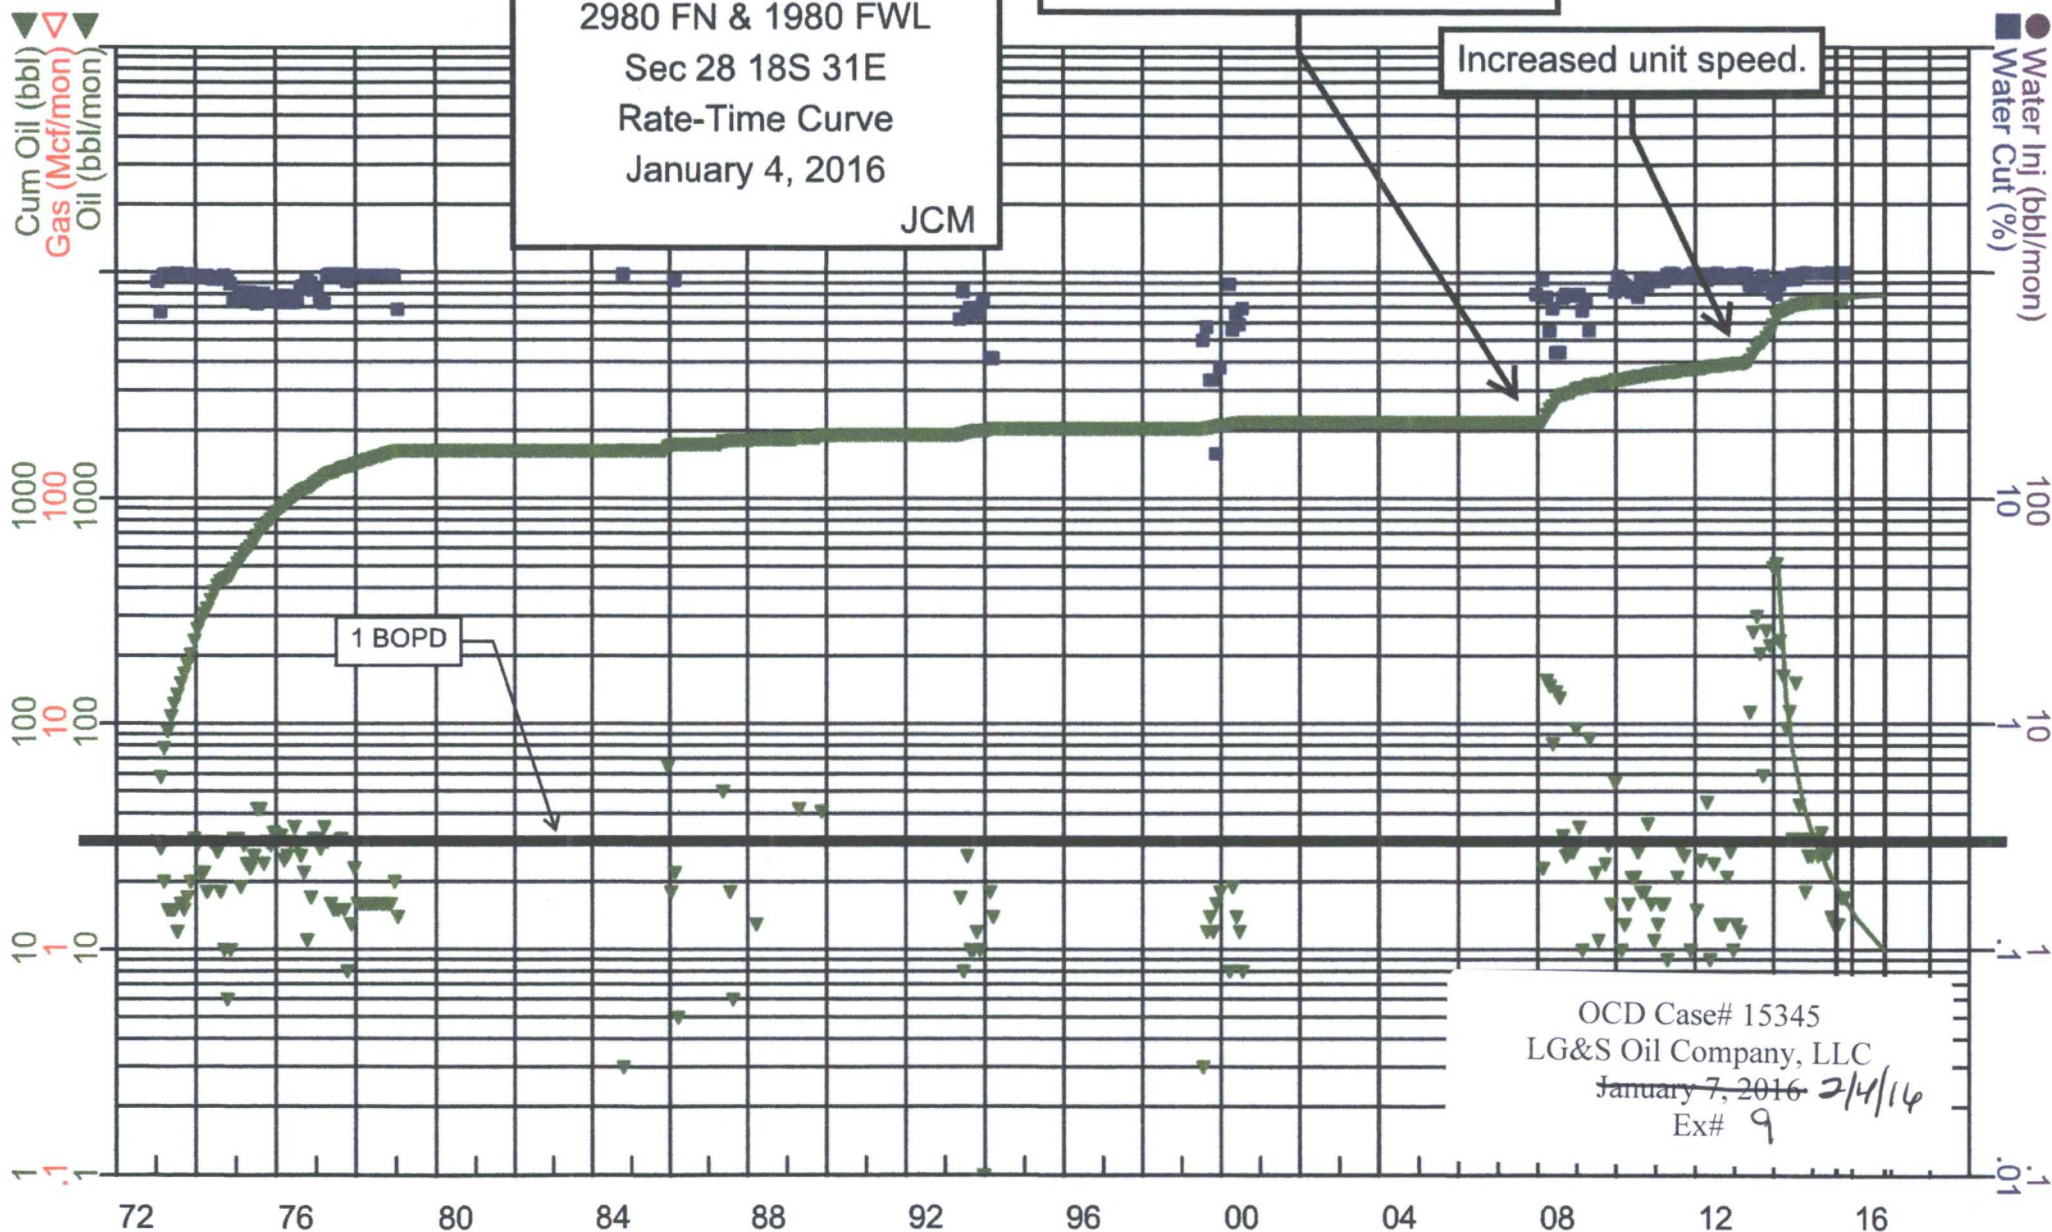 2980 FN & 1980 FWL
Sec 28 18S 31E
Rate-Time Curve
January 4, 2016
JCM
Increased unit speed.
1 BOPD
Cum Oil (bbl)
Gas (Mcf/mon)
Oil (bbl/mon)
1000 100 1000
100 10 100
10 1 10
1 .1 1
Water Inj (bbl/mon)
Water Cut (%)
10 100
10 10
.1 1
.01 .1
72 76 80 84 88 92 96 00 04 08 12 16
OCD Case# 15345
LG&S Oil Company, LLC
January 7, 2016 2/4/16
Ex# 9